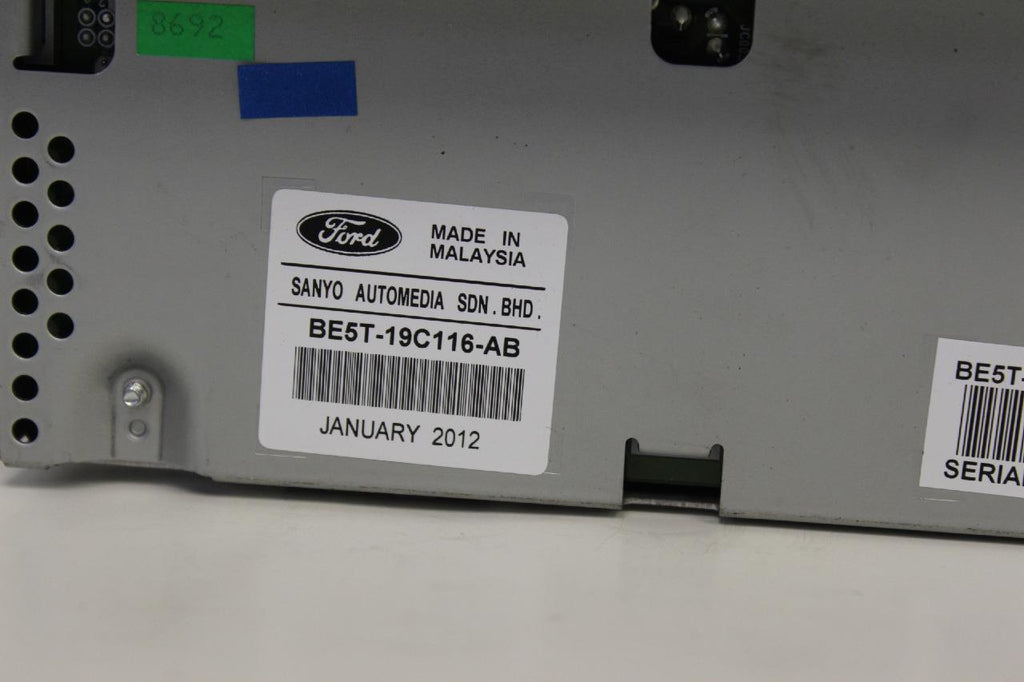 8692
Ford
MADE IN
MALAYSIA
SANYO AUTOMEDIA SDN.BHD.
BE5T-19C116-AB
JANUARY 2012
BE5T-
SERIAL